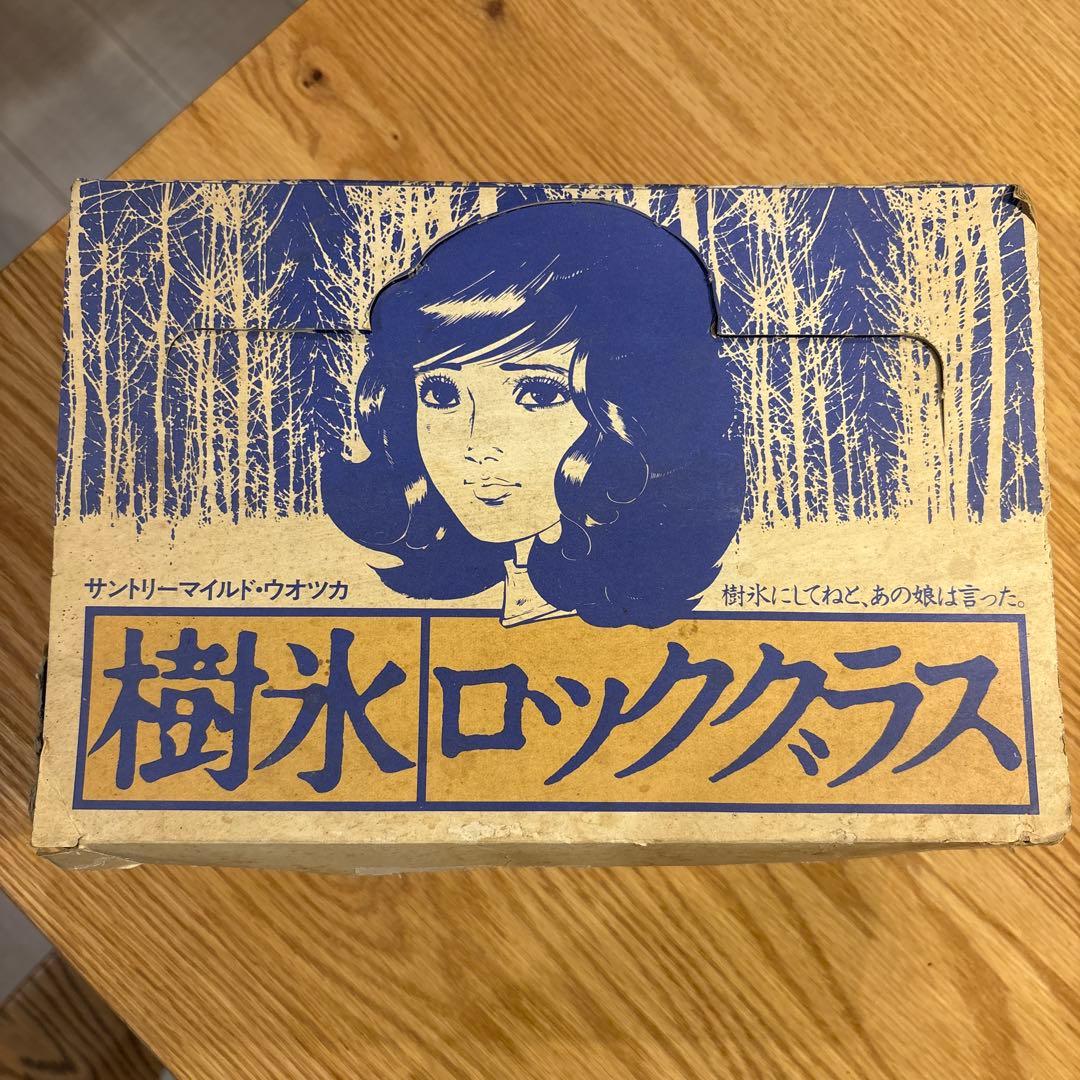 サントリーマイルド・ウオツカ
樹氷にしてねと、あの娘は言った。
樹氷 ロックグラス